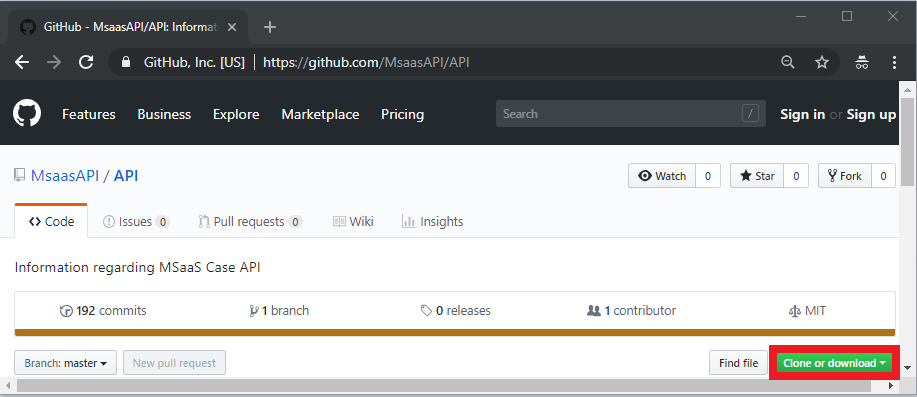 GitHub - MsaasAPI/API: Informat
GitHub, Inc. [US] https://github.com/MsaasAPI/API
Features Business Explore Marketplace Pricing Search / Sign in or Sign up
MsaasAPI / API Watch 0 Star 0 Fork 0
Code Issues 0 Pull requests 0 Wiki Insights
Information regarding MSaaS Case API
192 commits 1 branch 0 releases 1 contributor MIT
Branch: master New pull request Find file Clone or download